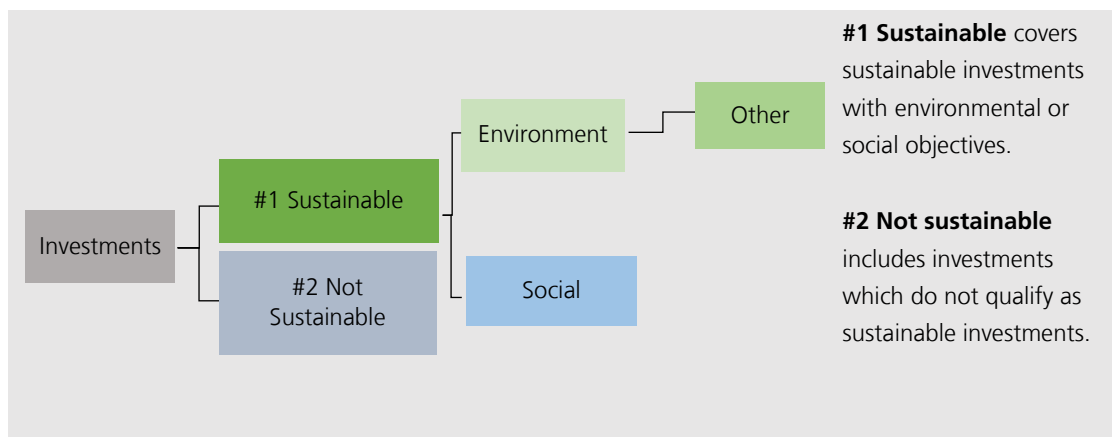 Investments
#1 Sustainable
#2 Not
Sustainable
Environment
Social
Other
#1 Sustainable covers
sustainable investments
with environmental or
social objectives.
#2 Not sustainable
includes investments
which do not qualify as
sustainable investments.